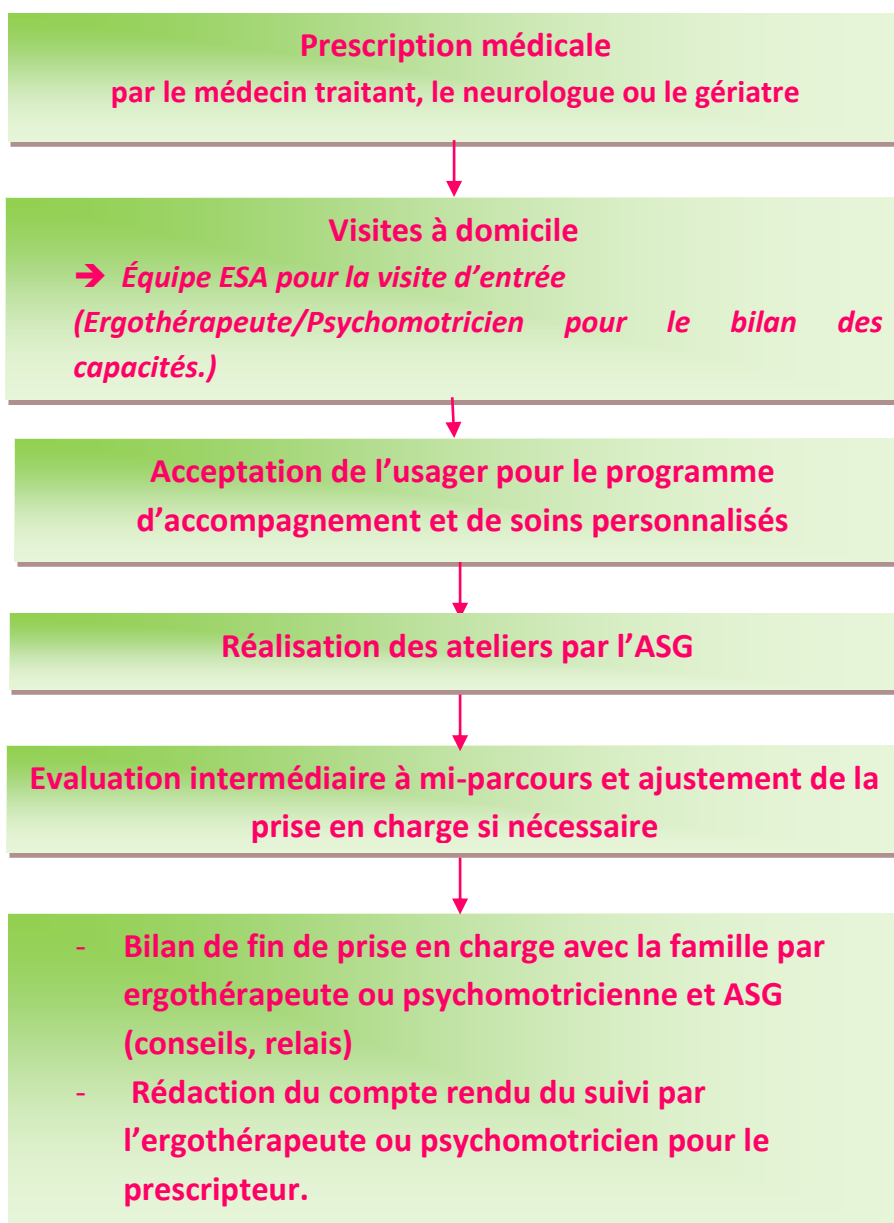 Prescription médicale
par le médecin traitant, le neurologue ou le gériatre
Visites à domicile
➔ Équipe ESA pour la visite d’entrée
(Ergothérapeute/Psychomotricien pour le bilan des
capacités.)
Acceptation de l’usager pour le programme
d’accompagnement et de soins personnalisés
Réalisation des ateliers par l’ASG
Evaluation intermédiaire à mi-parcours et ajustement de la
prise en charge si nécessaire
- Bilan de fin de prise en charge avec la famille par
ergothérapeute ou psychomotricienne et ASG
(conseils, relais)
- Rédaction du compte rendu du suivi par
l’ergothérapeute ou psychomotricien pour le
prescripteur.